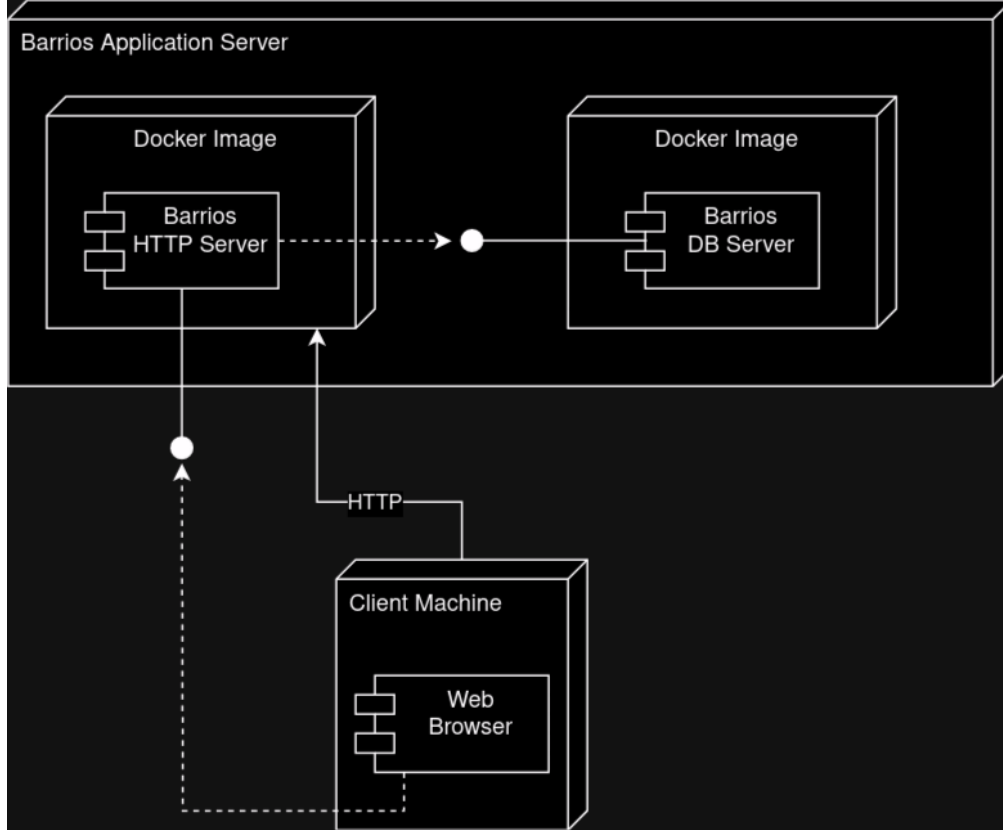 Barrios Application Server
Docker Image
Barrios
HTTP Server
Docker Image
Barrios
DB Server
HTTP
Client Machine
Web
Browser